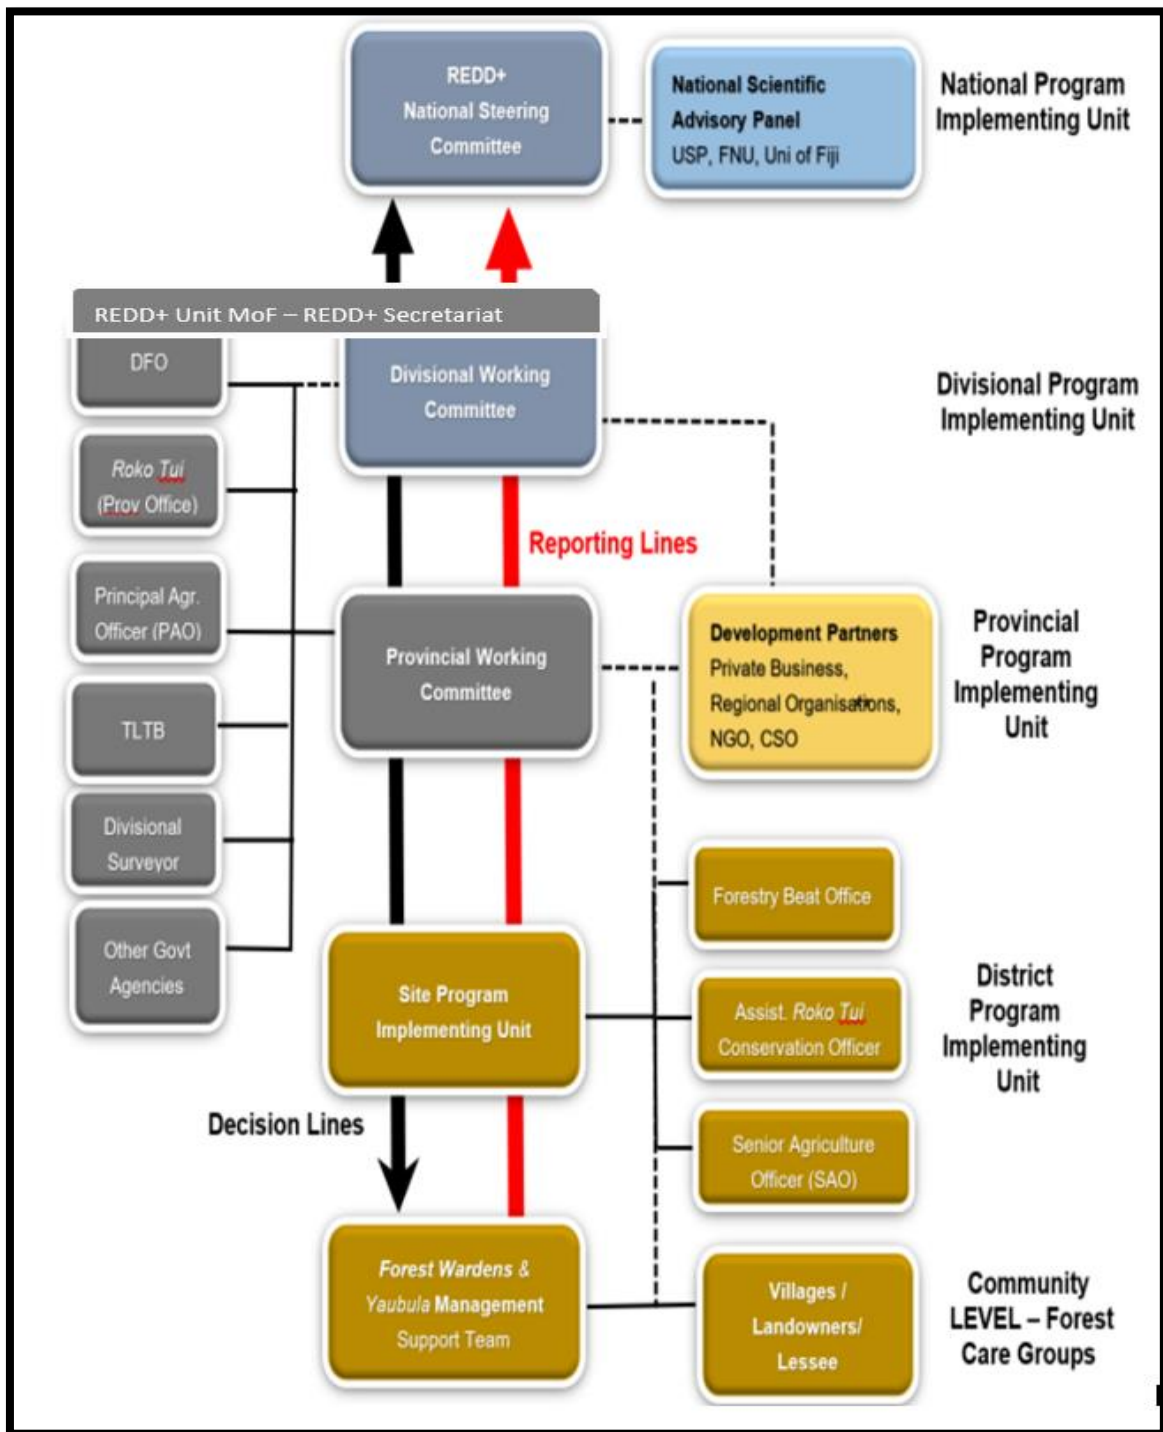 REDD+
National Steering
Committee
National Scientific
Advisory Panel
USP, FNU, Uni of Fiji
National Program
Implementing Unit
REDD+ Unit MoF – REDD+ Secretariat
DFO
Divisional Working
Committee
Divisional Program
Implementing Unit
Roko Tui
(Prov Office)
Reporting Lines
Principal Agr.
Officer (PAO)
Provincial Working
Committee
Development Partners
Private Business,
Regional Organisations,
NGO, CSO
Provincial
Program
Implementing
Unit
TLTB
Divisional
Surveyor
Other Govt
Agencies
Site Program
Implementing Unit
Forestry Beat Office
Assist. Roko Tui
Conservation Officer
Senior Agriculture
Officer (SAO)
District
Program
Implementing
Unit
Decision Lines
Forest Wardens &
Yaubula Management
Support Team
Villages /
Landowners/
Lessee
Community
LEVEL – Forest
Care Groups